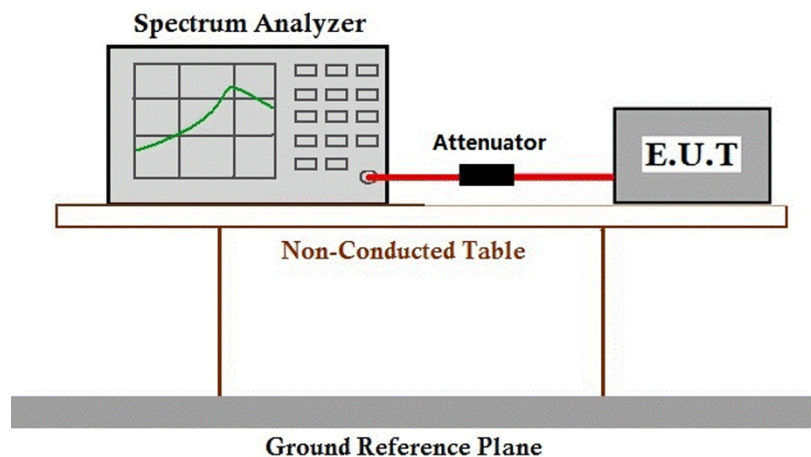 Spectrum Analyzer
Attenuator
E.U.T
Non-Conducted Table
Ground Reference Plane